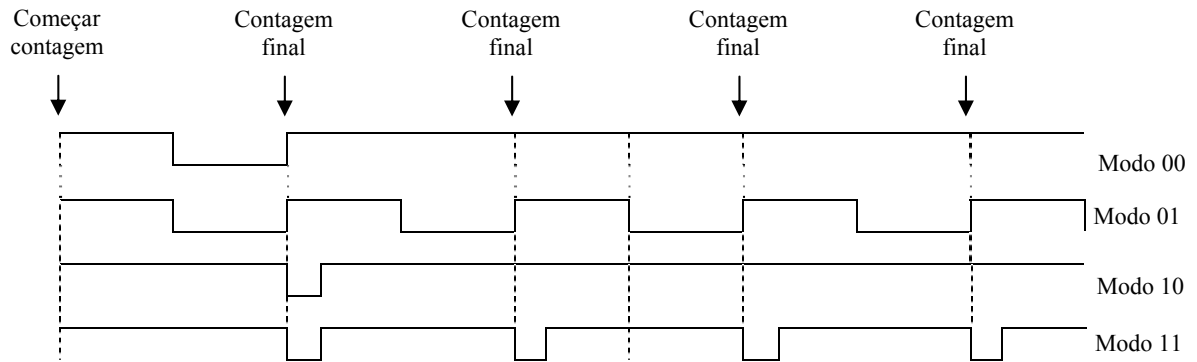 Começar
contagem
Contagem
final
Contagem
final
Contagem
final
Contagem
final
Modo 00
Modo 01
Modo 10
Modo 11